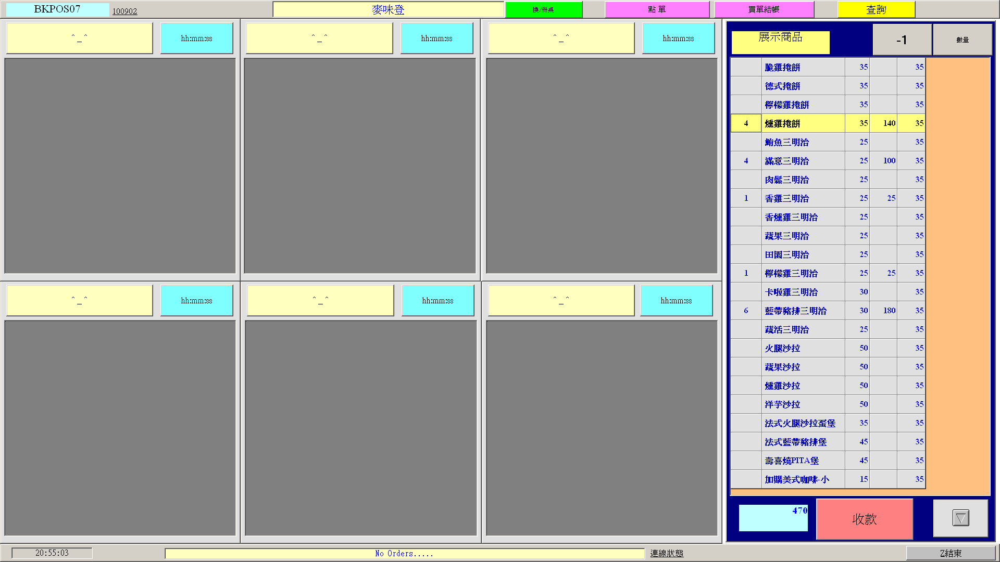 BKPOS07 100902 麥味登 換/併桌 點 單 買單結帳 查詢
^_^ hh:mm:ss ^_^ hh:mm:ss ^_^ hh:mm:ss
展示商品 -1 數量
脆雞捲餅 35 35
德式捲餅 35 35
檸檬雞捲餅 35 35
4 燻雞捲餅 35 140 35
鮪魚三明治 25 35
4 滿意三明治 25 100 35
肉鬆三明治 25 35
1 香雞三明治 25 25 35
香燻雞三明治 25 35
蔬果三明治 25 35
田園三明治 25 35
1 檸檬雞三明治 25 25 35
卡啦雞三明治 30 35
6 藍帶豬排三明治 30 180 35
蔬活三明治 25 35
火腿沙拉 50 35
蔬果沙拉 50 35
燻雞沙拉 50 35
洋芋沙拉 50 35
法式火腿沙拉蛋堡 35 35
法式藍帶豬排堡 45 35
壽喜燒PITA堡 45 35
加購美式咖啡-小 15 35
^_^ hh:mm:ss ^_^ hh:mm:ss ^_^ hh:mm:ss
470 收款
20:55:03 No Orders..... 連線狀態 Z結束